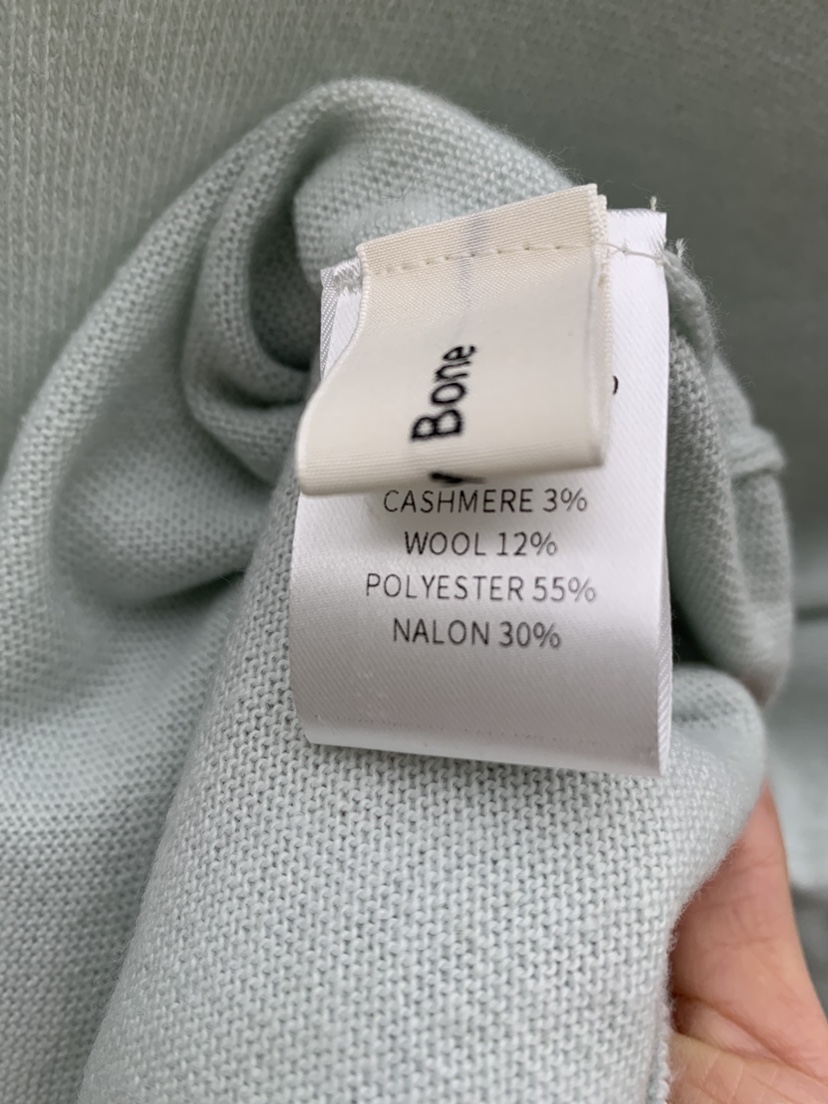 Bone
CASHMERE 3%
WOOL 12%
POLYESTER 55%
NALON 30%